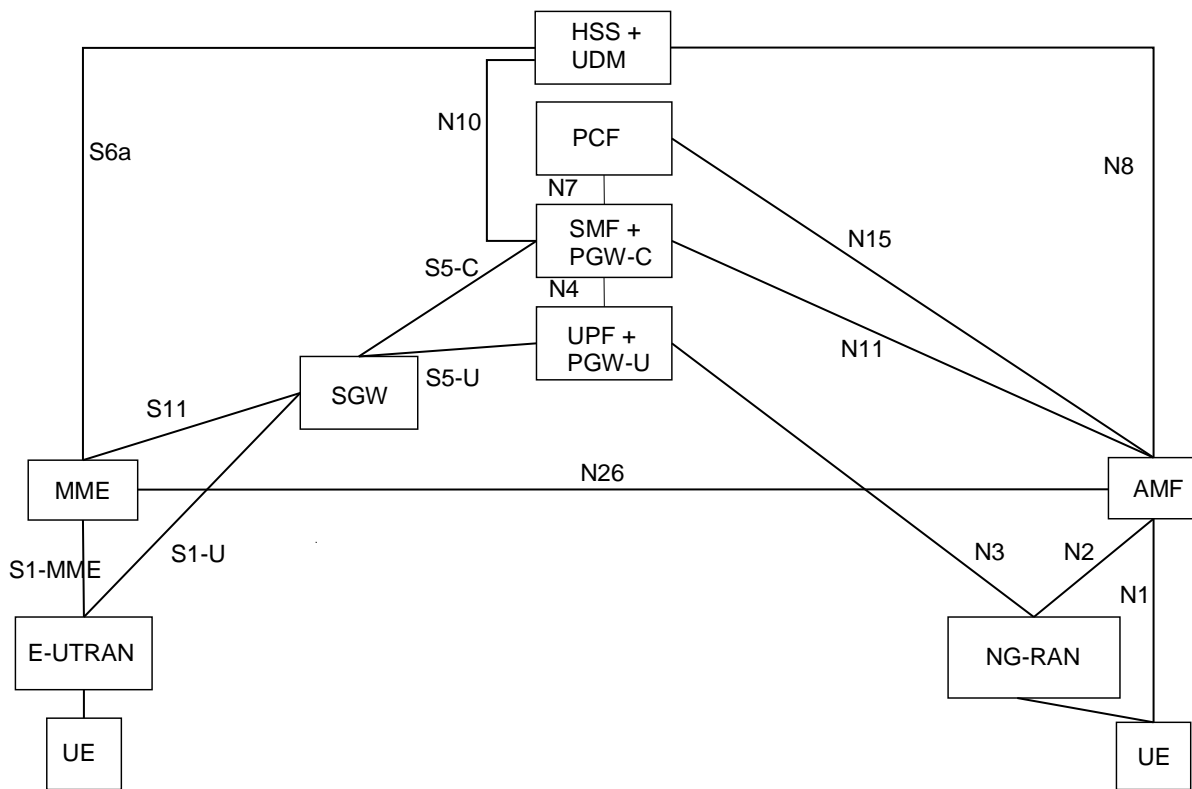 HSS +
UDM
N10
PCF
S6a
N8
N7
SMF +
PGW-C
N15
S5-C
N4
UPF +
PGW-U
N11
S5-U
SGW
S11
N26
MME
AMF
S1-U
N3
N2
S1-MME
N1
E-UTRAN
NG-RAN
UE
UE